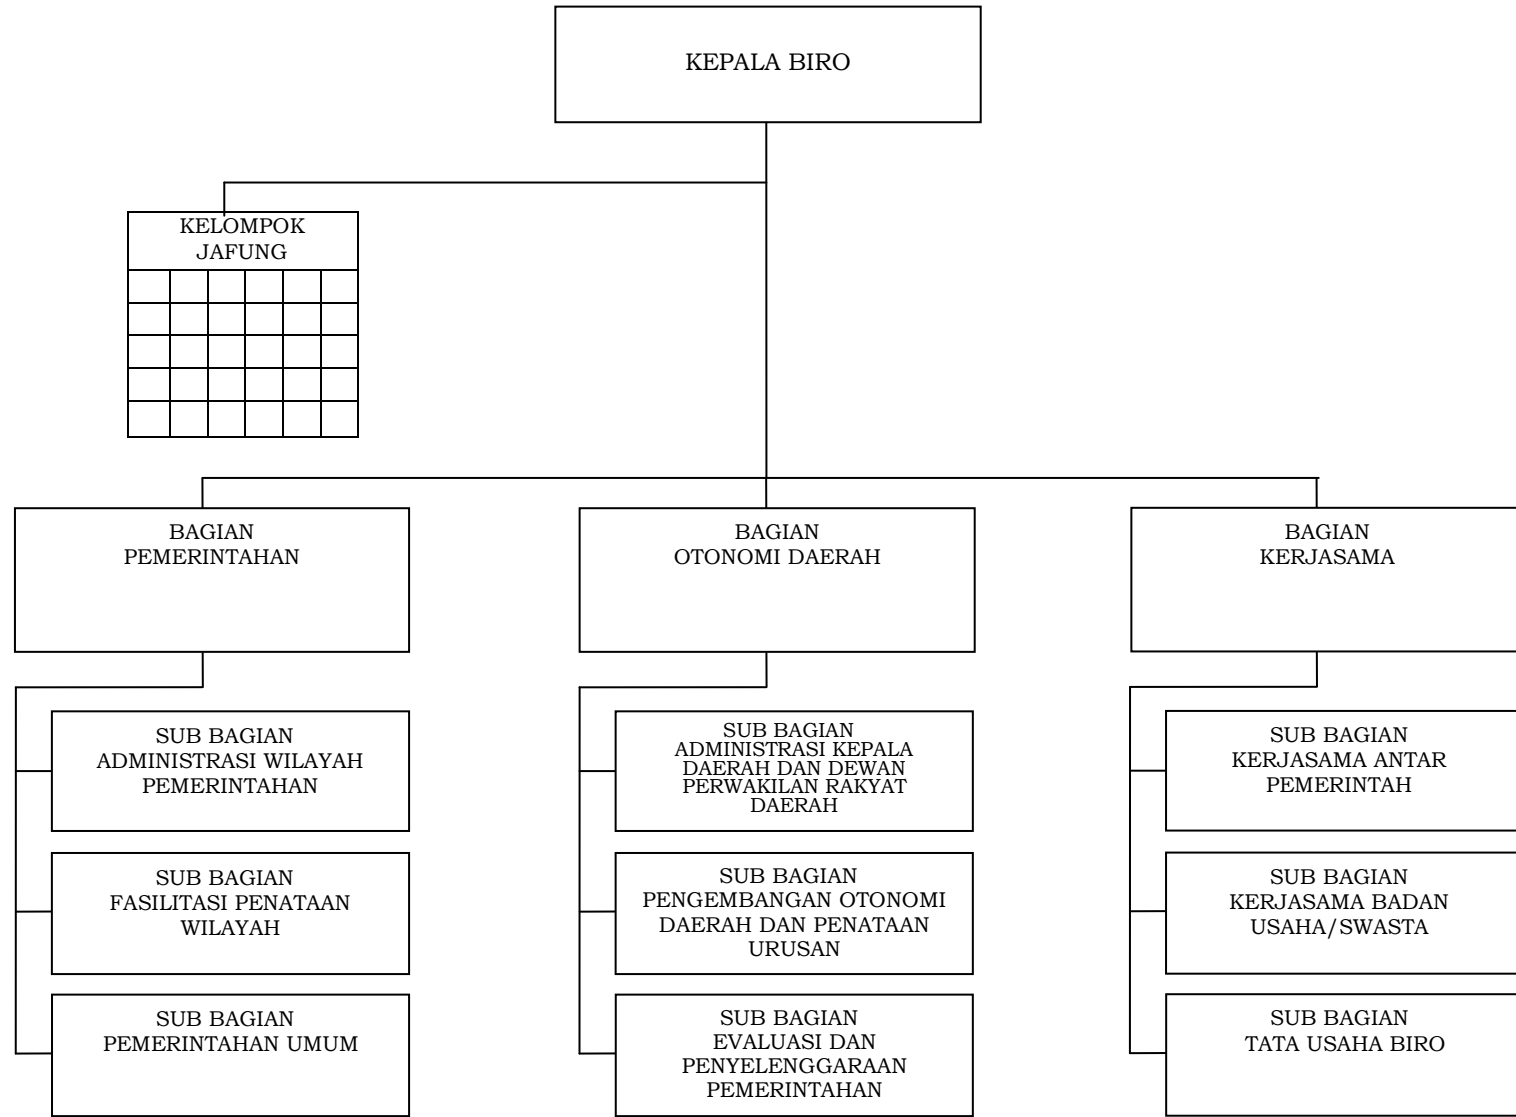 KEPALA BIRO
KELOMPOK
JAFUNG
BAGIAN
PEMERINTAHAN
BAGIAN
OTONOMI DAERAH
BAGIAN
KERJASAMA
SUB BAGIAN
ADMINISTRASI WILAYAH
PEMERINTAHAN
SUB BAGIAN
FASILITASI PENATAAN
WILAYAH
SUB BAGIAN
PEMERINTAHAN UMUM
SUB BAGIAN
ADMINISTRASI KEPALA
DAERAH DAN DEWAN
PERWAKILAN RAKYAT
DAERAH
SUB BAGIAN
PENGEMBANGAN OTONOMI
DAERAH DAN PENATAAN
URUSAN
SUB BAGIAN
EVALUASI DAN
PENYELENGGARAAN
PEMERINTAHAN
SUB BAGIAN
KERJASAMA ANTAR
PEMERINTAH
SUB BAGIAN
KERJASAMA BADAN
USAHA/SWASTA
SUB BAGIAN
TATA USAHA BIRO